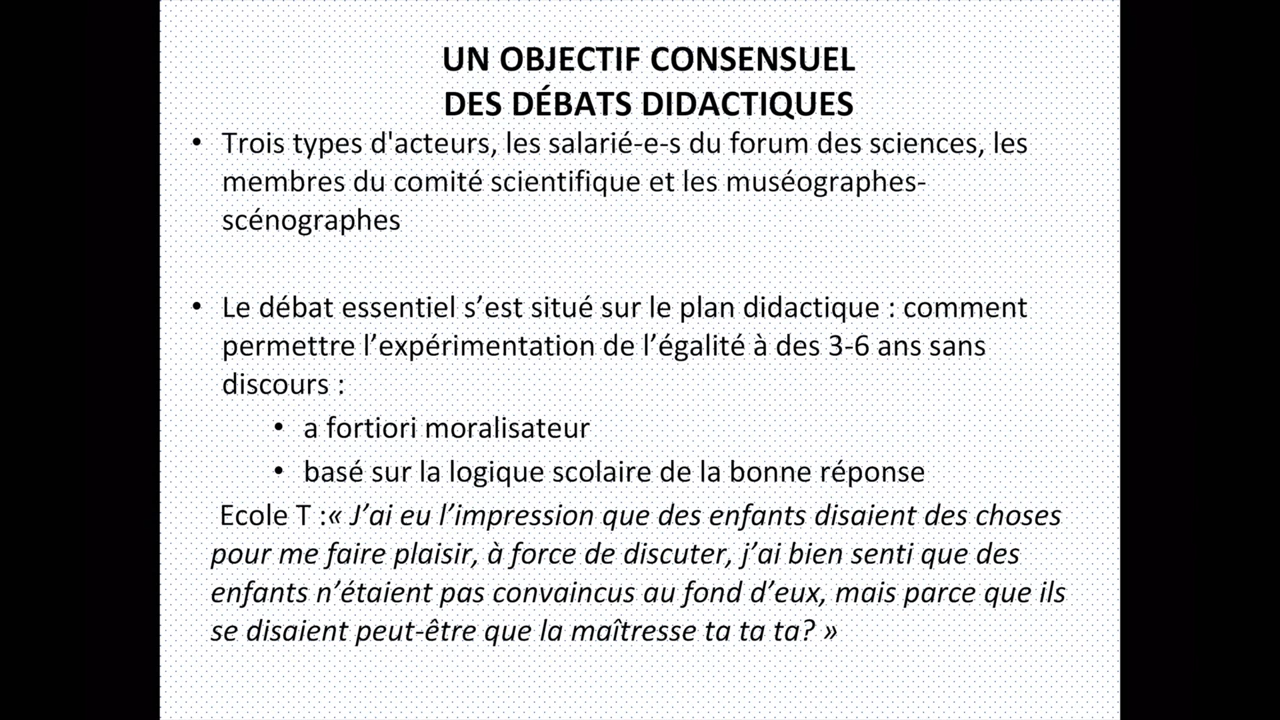 UN OBJECTIF CONSENSUEL
DES DÉBATS DIDACTIQUES
• Trois types d'acteurs, les salarié-e-s du forum des sciences, les
membres du comité scientifique et les muséographes-
scénographes
• Le débat essentiel s’est situé sur le plan didactique : comment
permettre l’expérimentation de l’égalité à des 3-6 ans sans
discours :
• a fortiori moralisateur
• basé sur la logique scolaire de la bonne réponse
Ecole T :« J’ai eu l’impression que des enfants disaient des choses
pour me faire plaisir, à force de discuter, j’ai bien senti que des
enfants n’étaient pas convaincus au fond d’eux, mais parce que ils
se disaient peut-être que la maîtresse ta ta ta? »